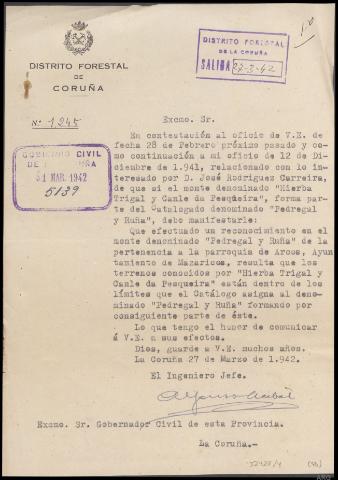 DISTRITO FORESTAL
DE
CORUÑA
DISTRITO FORESTAL
DE LA CORUÑA
SALIDA 27-3-42
Nº 1245
GOBIERNO CIVIL
31 MAR. 1942
5139
Excmo. Sr.
En contestación al oficio de V.E. de
fecha 28 de Febrero próximo pasado y co-
mo continuación a mi oficio de 12 de Di-
ciembre de 1.941, relacionado con lo in-
teresado por D. José Rodriguez Carreira,
de que si el monte denominado "Hierba
Trigal y Canle da Pesqueira", forma parte
del Catalogado denominado "Pedregal
y Ruña", debo manifestarle:
Que efectuado un reconocimiento en el
monte denominado "Pedregal y Ruña" de la
pertenencia a la parroquia de Arcos, Ayun
tamiento de Mazaricos, resulta que los
terrenos conocidos por "Hierba Trigal y
Canle da Pesqueira" están dentro de los
límites que el Catálogo asigna al deno-
minado "Pedregal y Ruña" formando por
consiguiente parte de éste.
Lo que tengo el honor de comunicar
á V.E. a sus efectos.
Dios, guarde a V.E. muchos años.
La Coruña 27 de Marzo de 1.942.
El Ingeniero Jefe.
Excmo. Sr. Gobernador Civil de esta Provincia.
La Coruña.-